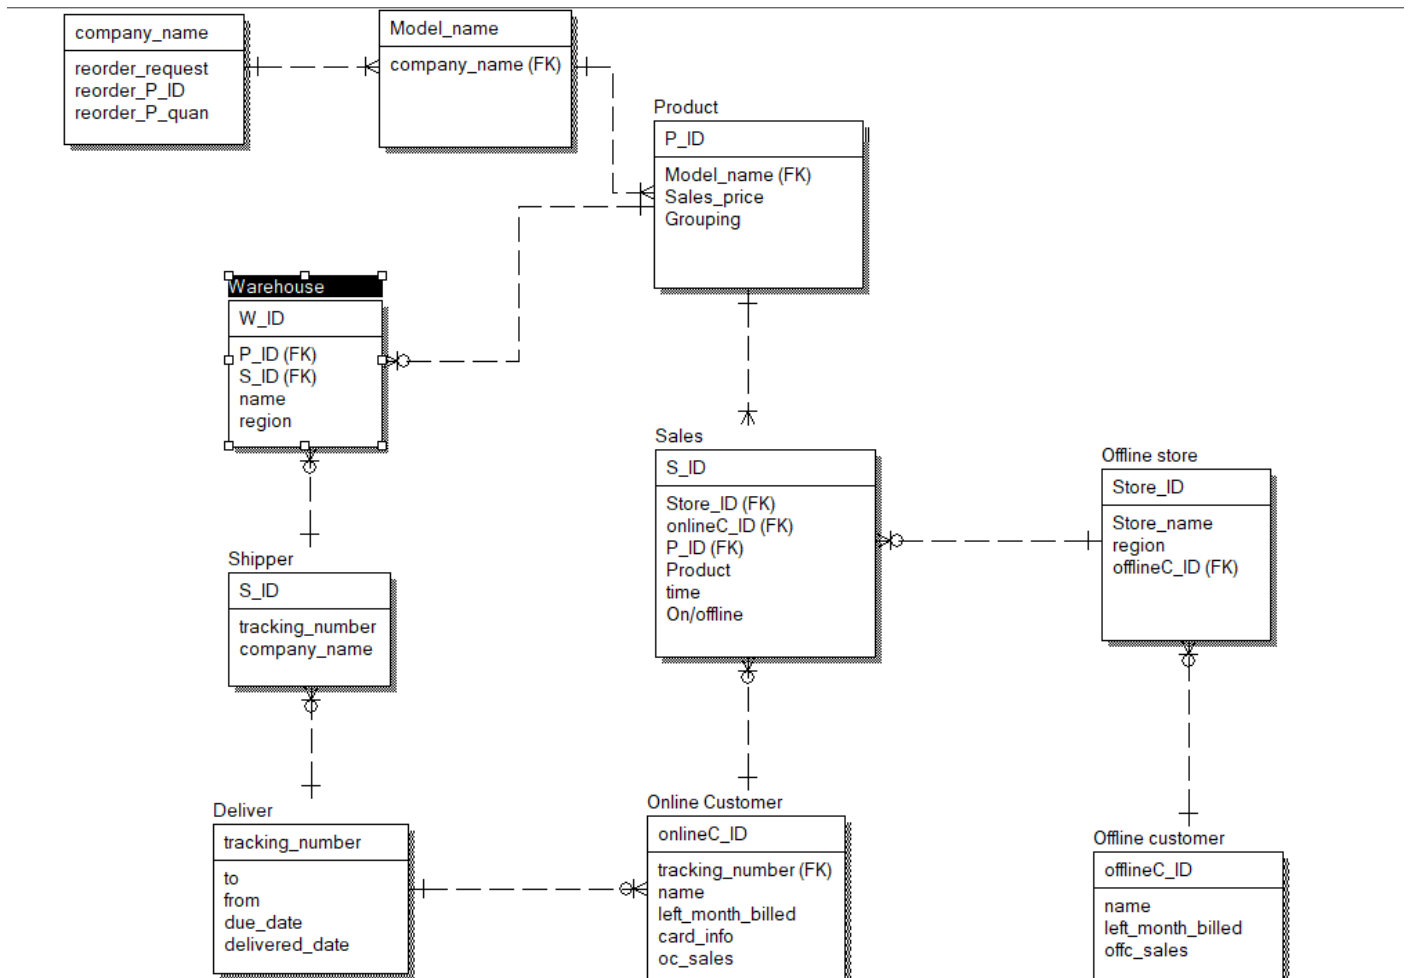 company_name
reorder_request
reorder_P_ID
reorder_P_quan
Model_name
company_name (FK)
Product
P_ID
Model_name (FK)
Sales_price
Grouping
Warehouse
W_ID
P_ID (FK)
S_ID (FK)
name
region
Sales
S_ID
Store_ID (FK)
onlineC_ID (FK)
P_ID (FK)
Product
time
On/offline
Offline store
Store_ID
Store_name
region
offlineC_ID (FK)
Shipper
S_ID
tracking_number
company_name
Deliver
tracking_number
to
from
due_date
delivered_date
Online Customer
onlineC_ID
tracking_number (FK)
name
left_month_billed
card_info
oc_sales
Offline customer
offlineC_ID
name
left_month_billed
offc_sales